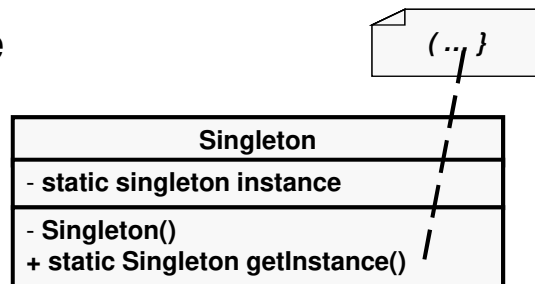 e
( ... }
Singleton
- static singleton instance
- Singleton()
+ static Singleton getInstance()